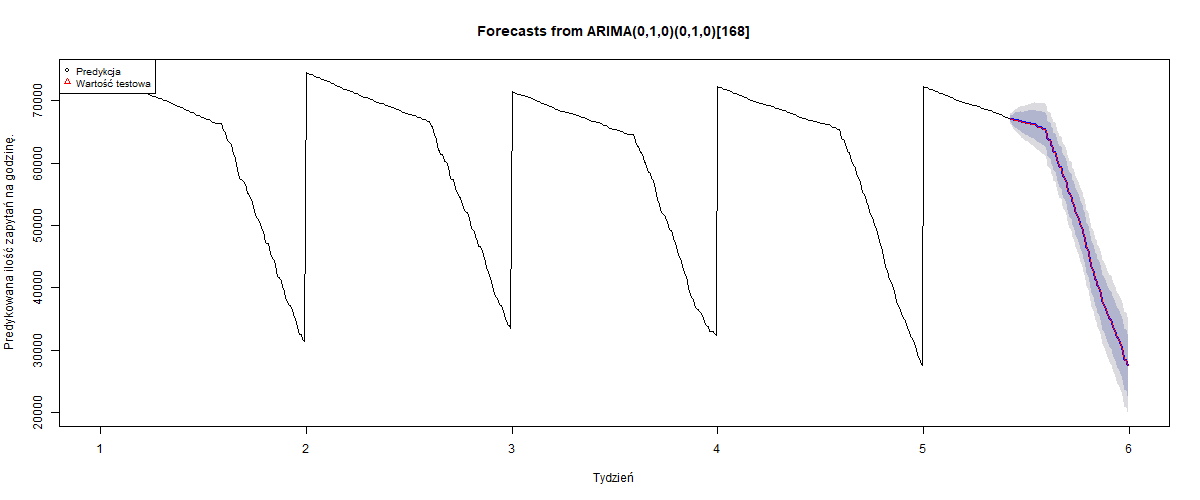 Forecasts from ARIMA(0,1,0)(0,1,0)[168]
Predykcja
Wartość testowa
Predykowana ilość zapytań na godzinę.
70000
60000
50000
40000
30000
20000
1 2 3 4 5 6
Tydzień